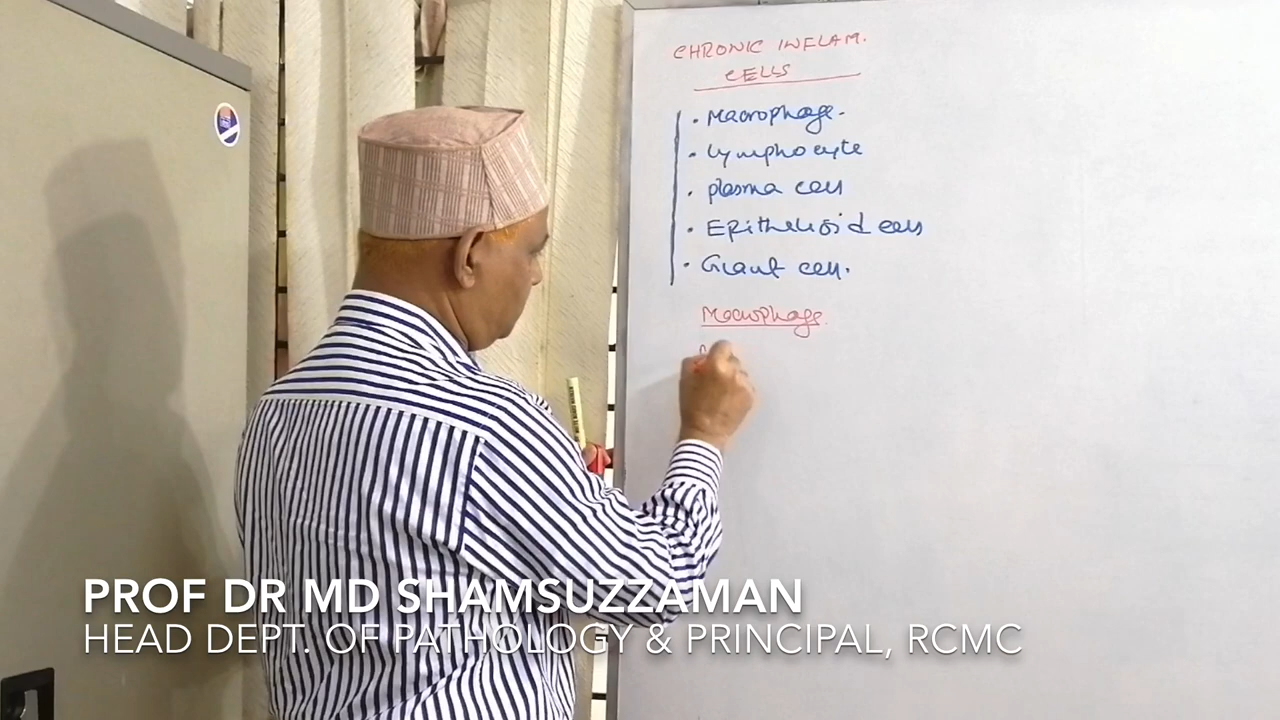 CHRONIC INFLAM.
CELLS
• Macrophage.
• Lymphocyte
• plasma cell
• Epithelioid cells
• Giant cell.
Macrophage.
PROF DR MD SHAMSUZZAMAN
HEAD DEPT. OF PATHOLOGY & PRINCIPAL, RCMC